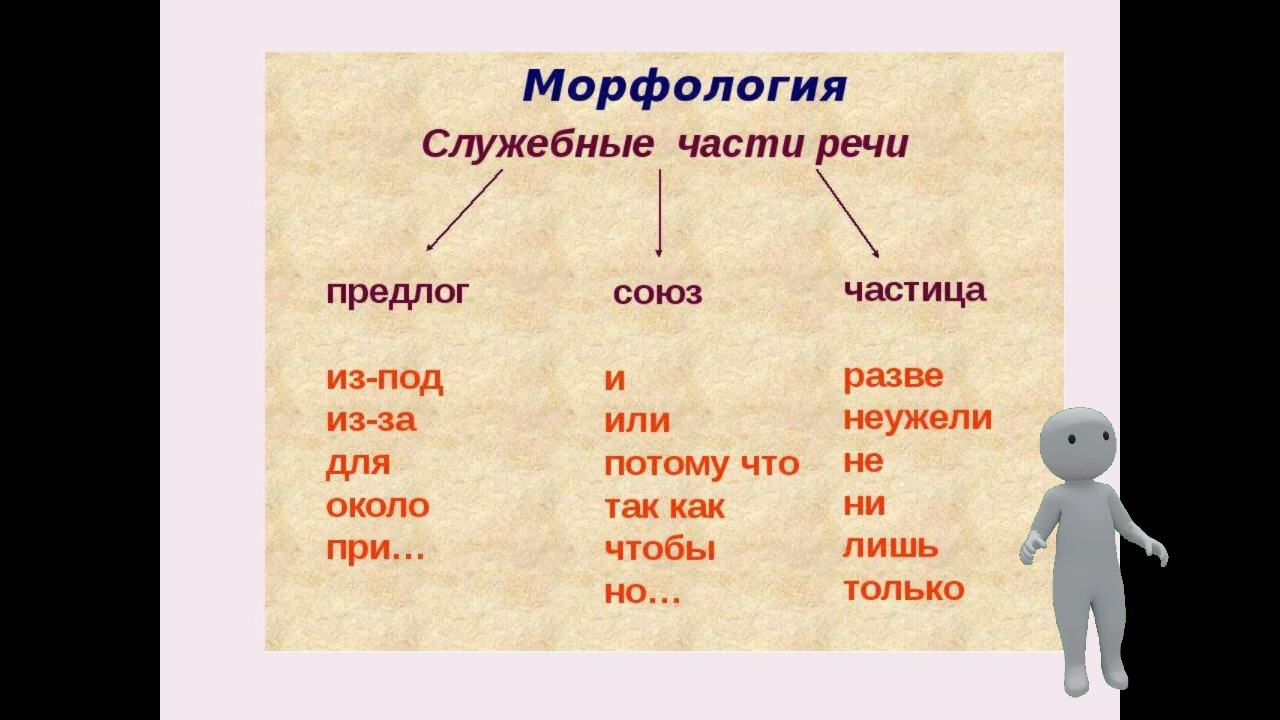 Морфология
Служебные части речи
предлог
союз
частица
из-под
из-за
для
около
при…
и
или
потому что
так как
чтобы
но…
разве
неужели
не
ни
лишь
только